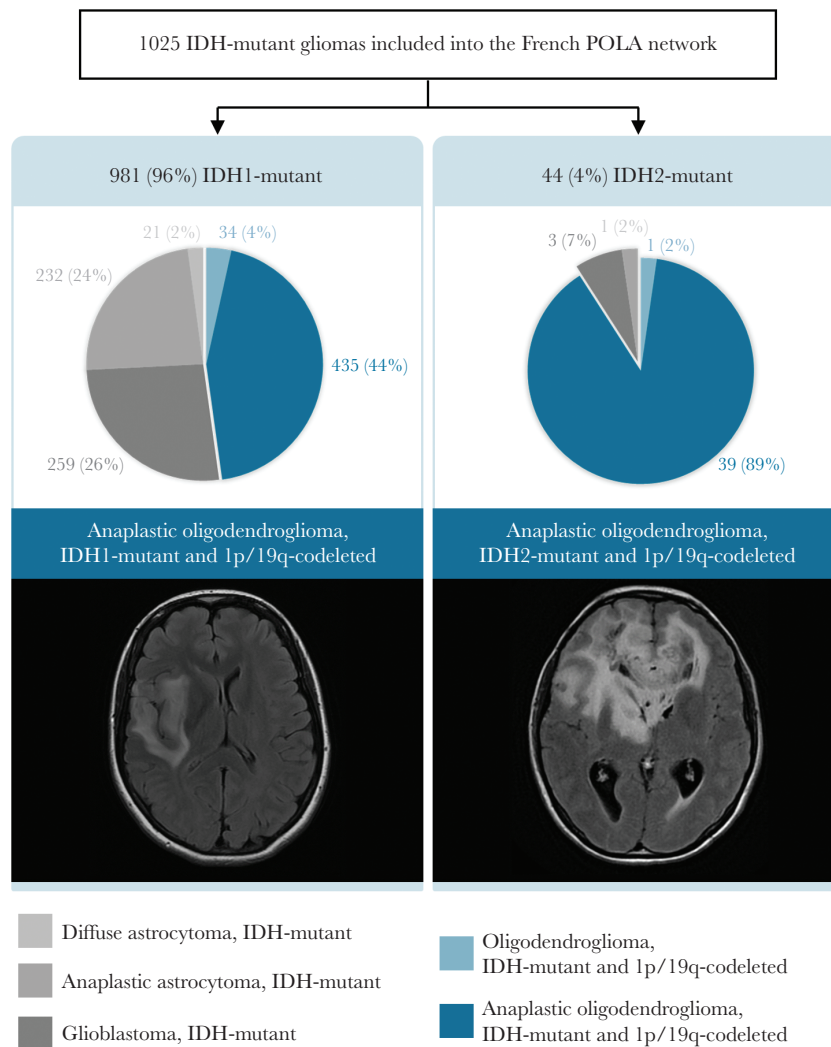 1025 IDH-mutant gliomas included into the French POLA network
981 (96%) IDH1-mutant
44 (4%) IDH2-mutant
21 (2%)
34 (4%)
232 (24%)
435 (44%)
259 (26%)
1 (2%)
3 (7%)
1 (2%)
39 (89%)
Anaplastic oligodendroglioma,
IDH1-mutant and 1p/19q-codeleted
Anaplastic oligodendroglioma,
IDH2-mutant and 1p/19q-codeleted
Diffuse astrocytoma, IDH-mutant
Anaplastic astrocytoma, IDH-mutant
Glioblastoma, IDH-mutant
Oligodendroglioma,
IDH-mutant and 1p/19q-codeleted
Anaplastic oligodendroglioma,
IDH-mutant and 1p/19q-codeleted